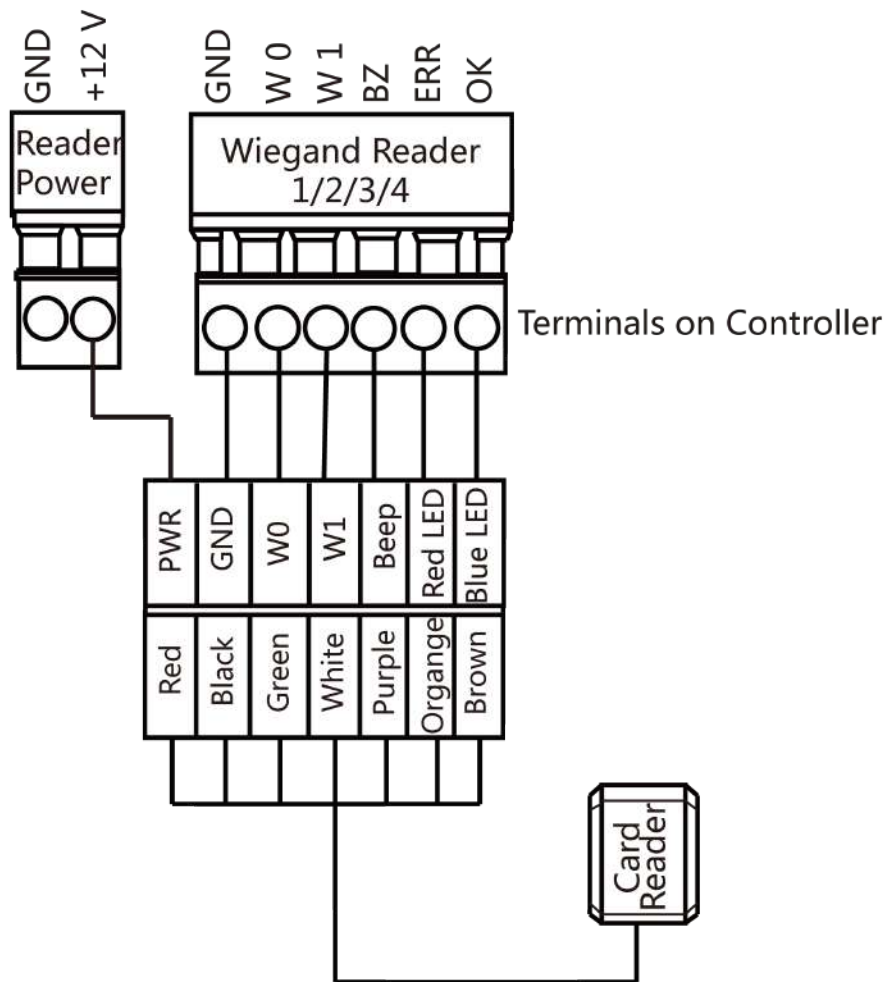 GND
+12 V
GND
W 0
W 1
BZ
ERR
OK
Reader
Power
Wiegand Reader
1/2/3/4
Terminals on Controller
PWR
GND
W0
W1
Beep
Red LED
Blue LED
Red
Black
Green
White
Purple
Organge
Brown
Card
Reader